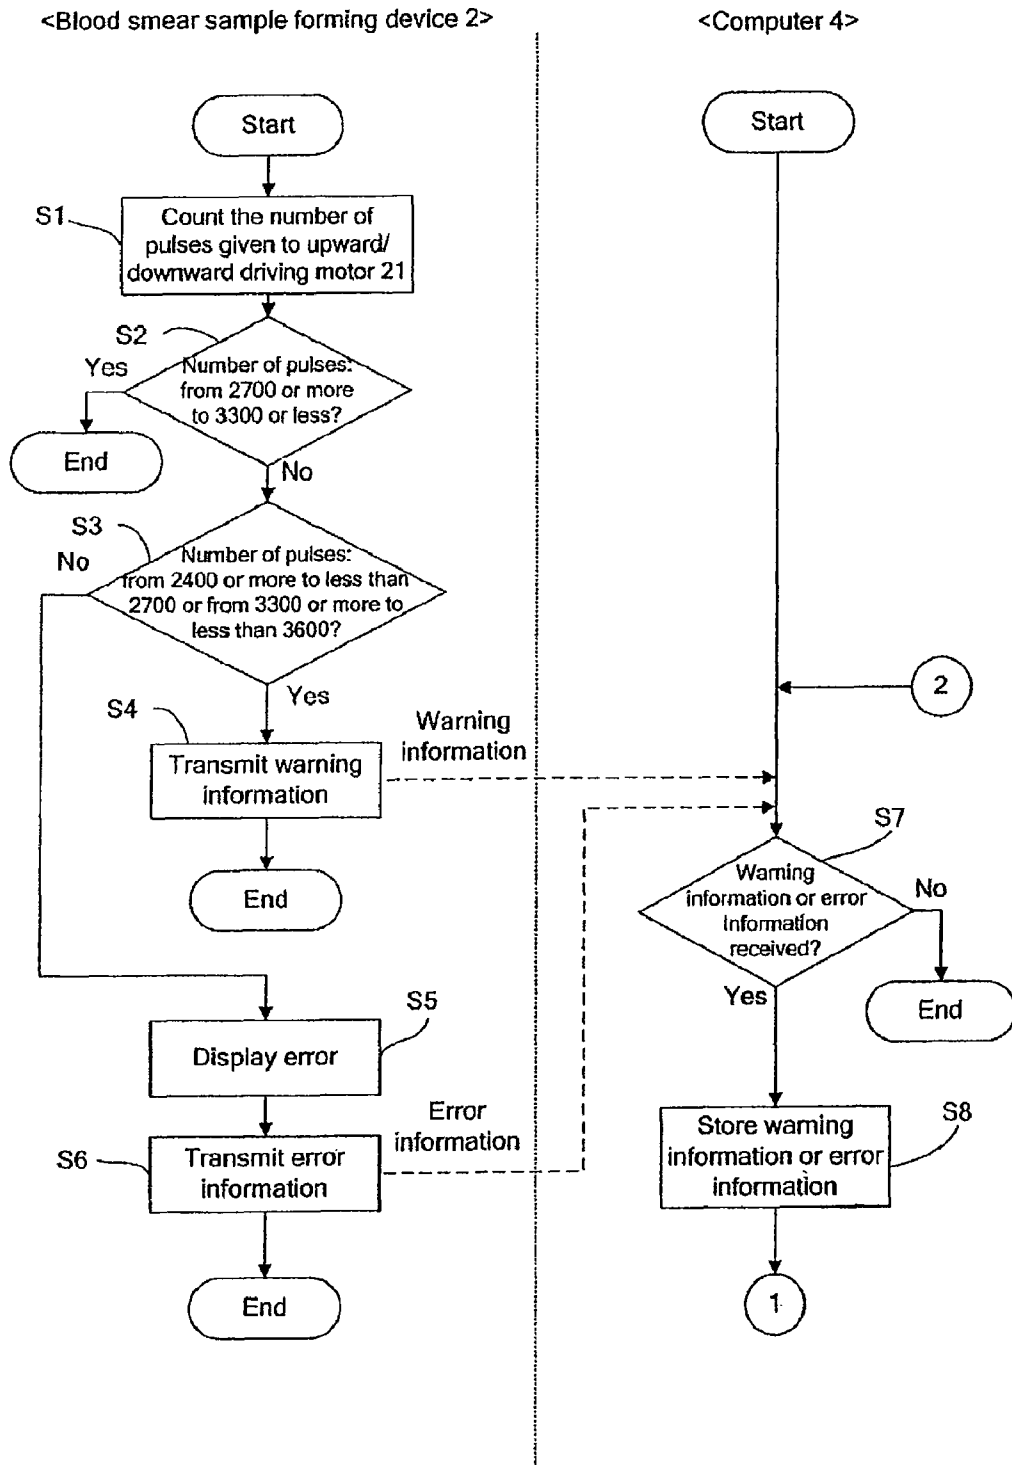 <Blood smear sample forming device 2>
Start
S1
Count the number of
pulses given to upward/
downward driving motor 21
S2
Yes
Number of pulses:
from 2700 or more
to 3300 or less?
End
No
S3
No
Number of pulses:
from 2400 or more to less than
2700 or from 3300 or more to
less than 3600?
Yes
S4
Transmit warning
information
Warning
information
End
S5
Display error
S6
Transmit error
information
Error
information
End
<Computer 4>
Start
2
S7
Warning
information or error
information
received?
No
End
Yes
S8
Store warning
information or error
information
1